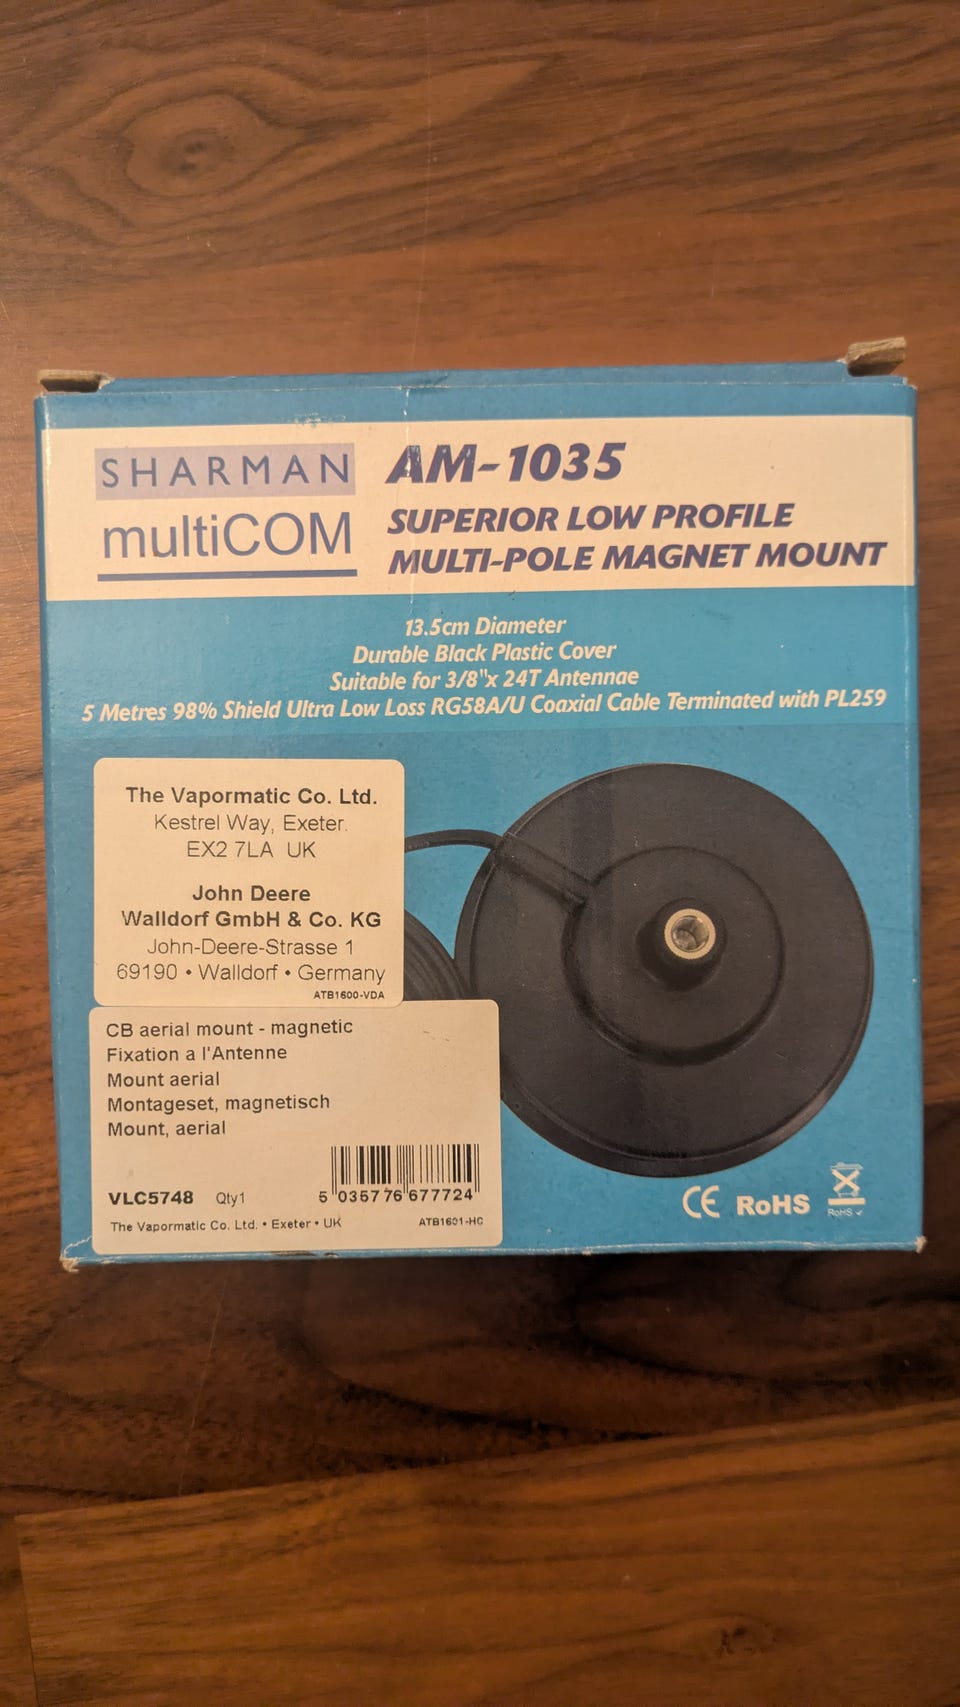 SHARMAN
multiCOM
AM-1035
SUPERIOR LOW PROFILE
MULTI-POLE MAGNET MOUNT
13.5cm Diameter
Durable Black Plastic Cover
Suitable for 3/8"x 24T Antennae
5 Metres 98% Shield Ultra Low Loss RG58A/U Coaxial Cable Terminated with PL259
The Vapormatic Co. Ltd.
Kestrel Way, Exeter.
EX2 7LA UK
John Deere
Walldorf GmbH & Co. KG
John-Deere-Strasse 1
69190 • Walldorf • Germany
ATB1600-VDA
CB aerial mount - magnetic
Fixation a l'Antenne
Mount aerial
Montageset, magnetisch
Mount, aerial
VLC5748 Qty1
5 035776 677724
The Vapormatic Co. Ltd. • Exeter • UK
ATB1601-HC
CE RoHS
RoHS ✓